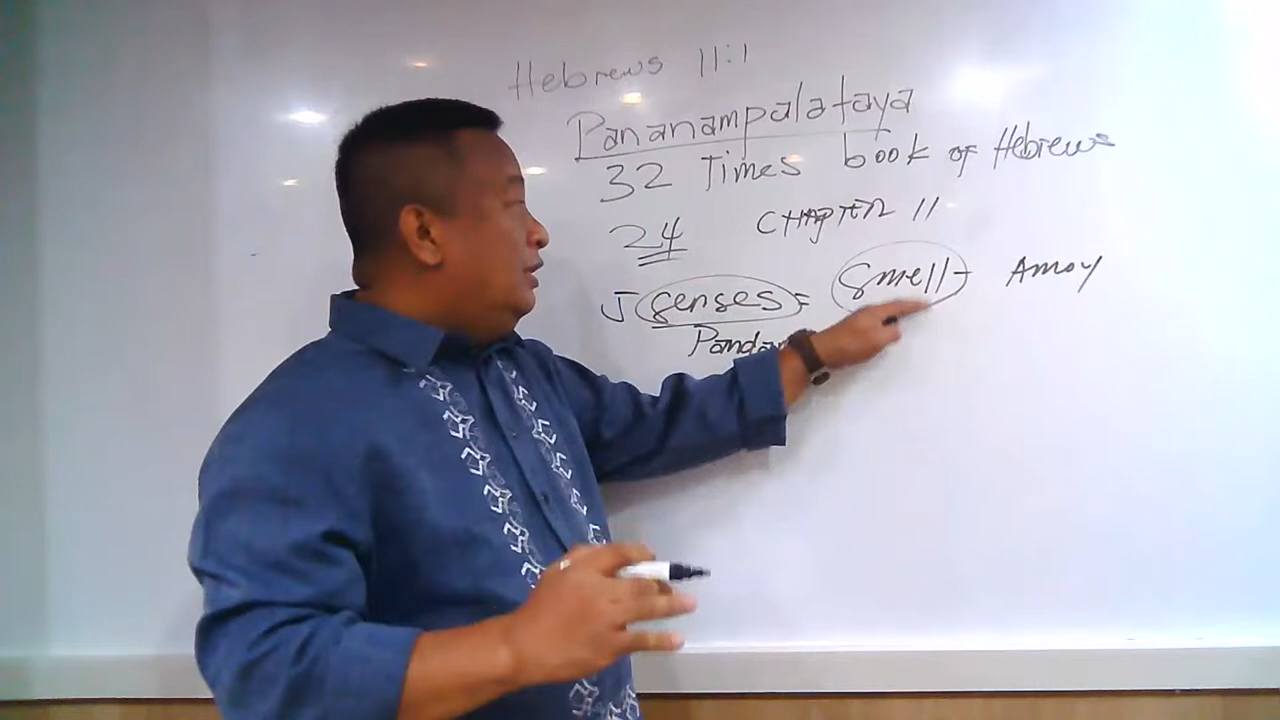 Hebrews 11:1
Pananampalataya
32 Times book of Hebrews
24 CHAPTER 11
5 senses = smell - Amoy